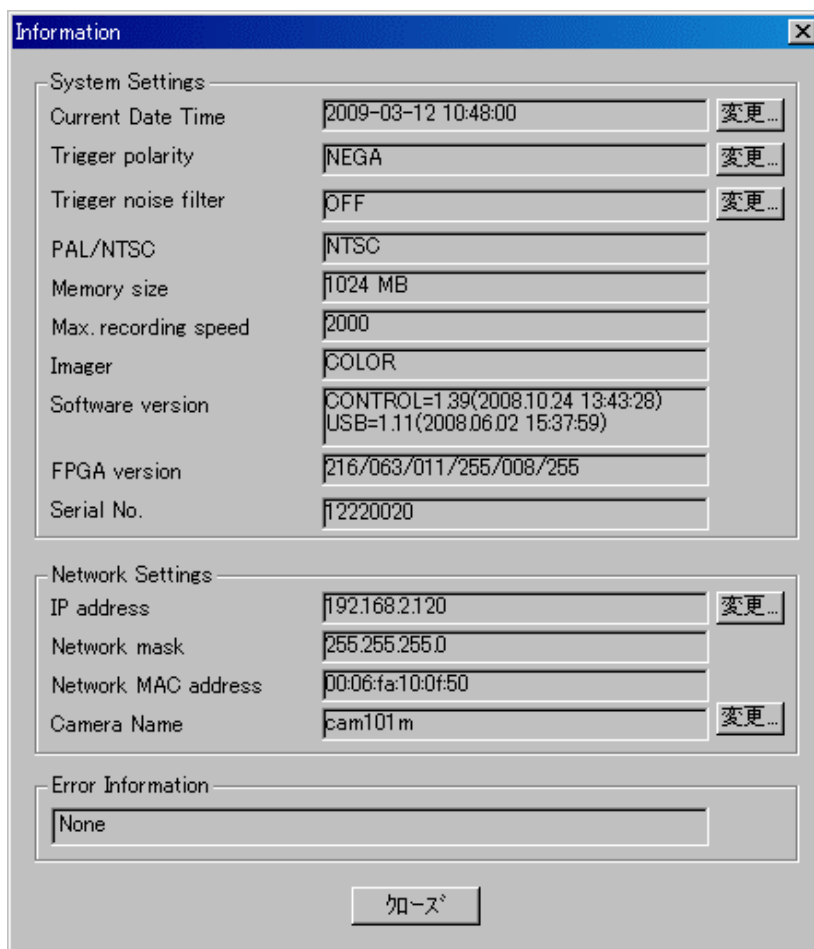 Information
System Settings
Current Date Time 2009-03-12 10:48:00 変更...
Trigger polarity NEGA 変更...
Trigger noise filter OFF 変更...
PAL/NTSC NTSC
Memory size 1024 MB
Max. recording speed 2000
Imager COLOR
Software version CONTROL=1.39(2008.10.24 13:43:28)
USB=1.11(2008.06.02 15:37:59)
FPGA version 216/063/011/255/008/255
Serial No. 12220020
Network Settings
IP address 192.168.2.120 変更...
Network mask 255.255.255.0
Network MAC address 00:06:fa:10:0f:50
Camera Name cam101m 変更...
Error Information
None
ｸﾛｰｽﾞ